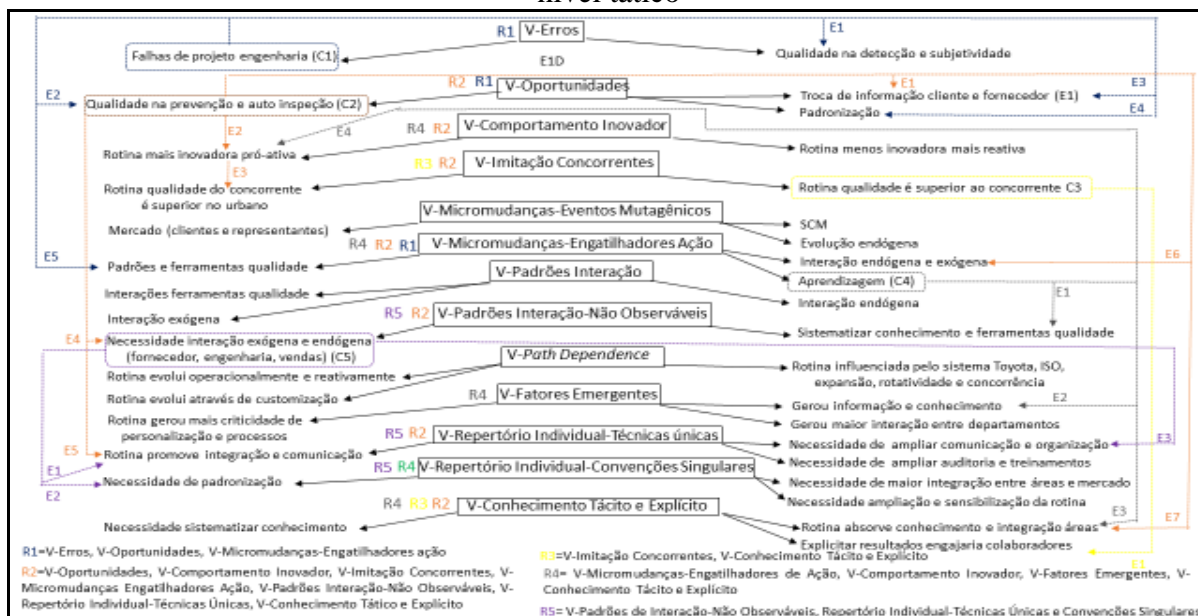 nível tático
R1 V-Erros E1
Falhas de projeto engenharia (C1) Qualidade na detecção e subjetividade
E1D
R2 R1 V-Oportunidades E1 E3
E2 Qualidade na prevenção e auto inspeção (C2) Troca de informação cliente e fornecedor (E1)
Padronização E4
E2 E4 R4 R2 V-Comportamento Inovador
Rotina mais inovadora pró-ativa Rotina menos inovadora mais reativa
E3 R3 R2 V-Imitação Concorrentes
Rotina qualidade do concorrente Rotina qualidade é superior ao concorrente C3
é superior no urbano
V-Micromudanças-Eventos Mutagênicos
Mercado (clientes e representantes) SCM
R4 R2 R1 V-Micromudanças-Engatilhadores Ação Evolução endógena
E5 Padrões e ferramentas qualidade Interação endógena e exógena E6
V-Padrões Interação Aprendizagem (C4)
Interações ferramentas qualidade E1
Interação endógena
Interação exógena R5 R2 V-Padrões Interação-Não Observáveis
E4 Necessidade interação exógena e endógena Sistematizar conhecimento e ferramentas qualidade
(fornecedor, engenharia, vendas) (C5)
V-Path Dependence
Rotina evolui operacionalmente e reativamente Rotina influenciada pelo sistema Toyota, ISO,
expansão, rotatividade e concorrência
Rotina evolui através de customização E2
R4 V-Fatores Emergentes Gerou informação e conhecimento
Rotina gerou mais criticidade de
personalização e processos Gerou maior interação entre departamentos
R5 R2 V-Repertório Individual-Técnicas únicas Necessidade de ampliar comunicação e organização E3
E5 Rotina promove integração e comunicação
E1 R5 R4 V-Repertório Individual-Convenções Singulares Necessidade de ampliar auditoria e treinamentos
E2 Necessidade de padronização Necessidade de maior integração entre áreas e mercado
Necessidade ampliação e sensibilização da rotina
R4 R3 R2 V-Conhecimento Tácito e Explícito E3 E7
Necessidade sistematizar conhecimento Rotina absorve conhecimento e integração áreas
Explicitar resultados engajaria colaboradores
E1
R1=V-Erros, V-Oportunidades, V-Micromudanças-Engatilhadores ação
R2=V-Oportunidades, V-Comportamento Inovador, V-Imitação Concorrentes, V-
Micromudanças Engatilhadores Ação, V-Padrões Interação-Não Observáveis, V-
Repertório Individual-Técnicas Únicas, V-Conhecimento Tático e Explícito
R3=V-Imitação Concorrentes, V-Conhecimento Tácito e Explícito
R4= V-Micromudanças-Engatilhadores de Ação, V-Comportamento Inovador, V-Fatores Emergentes, V-
Conhecimento Tácito e Explícito
R5= V-Padrões de Interação-Não Observáveis, Repertório Individual-Técnicas Únicas e Convenções Singulares